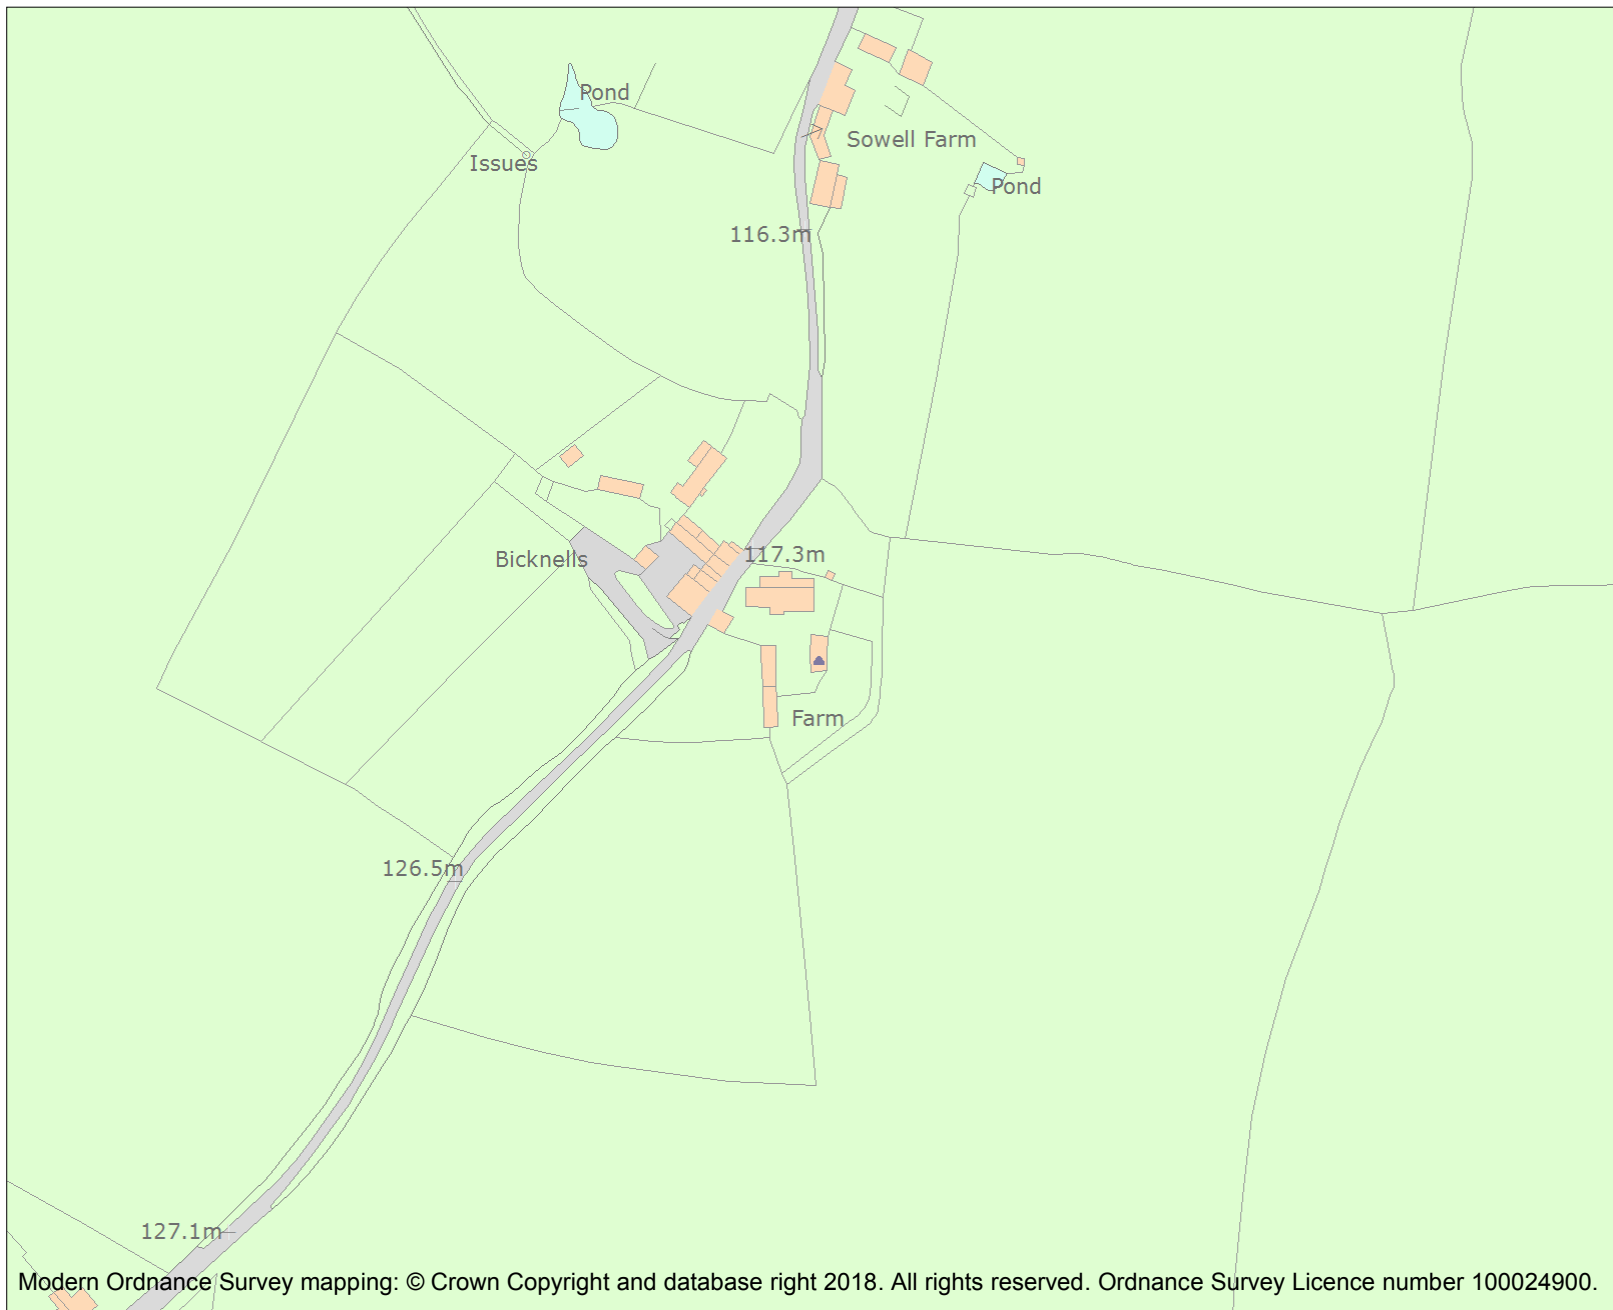 Pond
Sowell Farm
Issues
Pond
116.3m
117.3m
Bicknells
Farm
126.5m
127.1m
Modern Ordnance Survey mapping: © Crown Copyright and database right 2018. All rights reserved. Ordnance Survey Licence number 100024900.